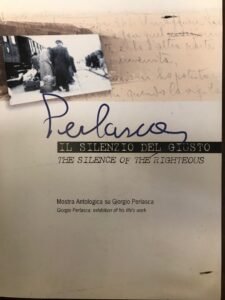 Perlasca
IL SILENZIO DEL GIUSTO
THE SILENCE OF THE RIGHTEOUS
Mostra Antologica su Giorgio Perlasca
Giorgio Perlasca: exhibition of his life's work